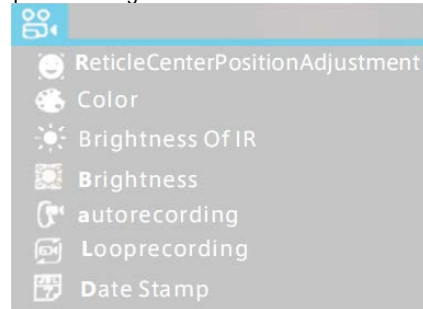 ReticleCenterPositionAdjustment
Color
Brightness Of IR
Brightness
autorecording
Looprecording
Date Stamp